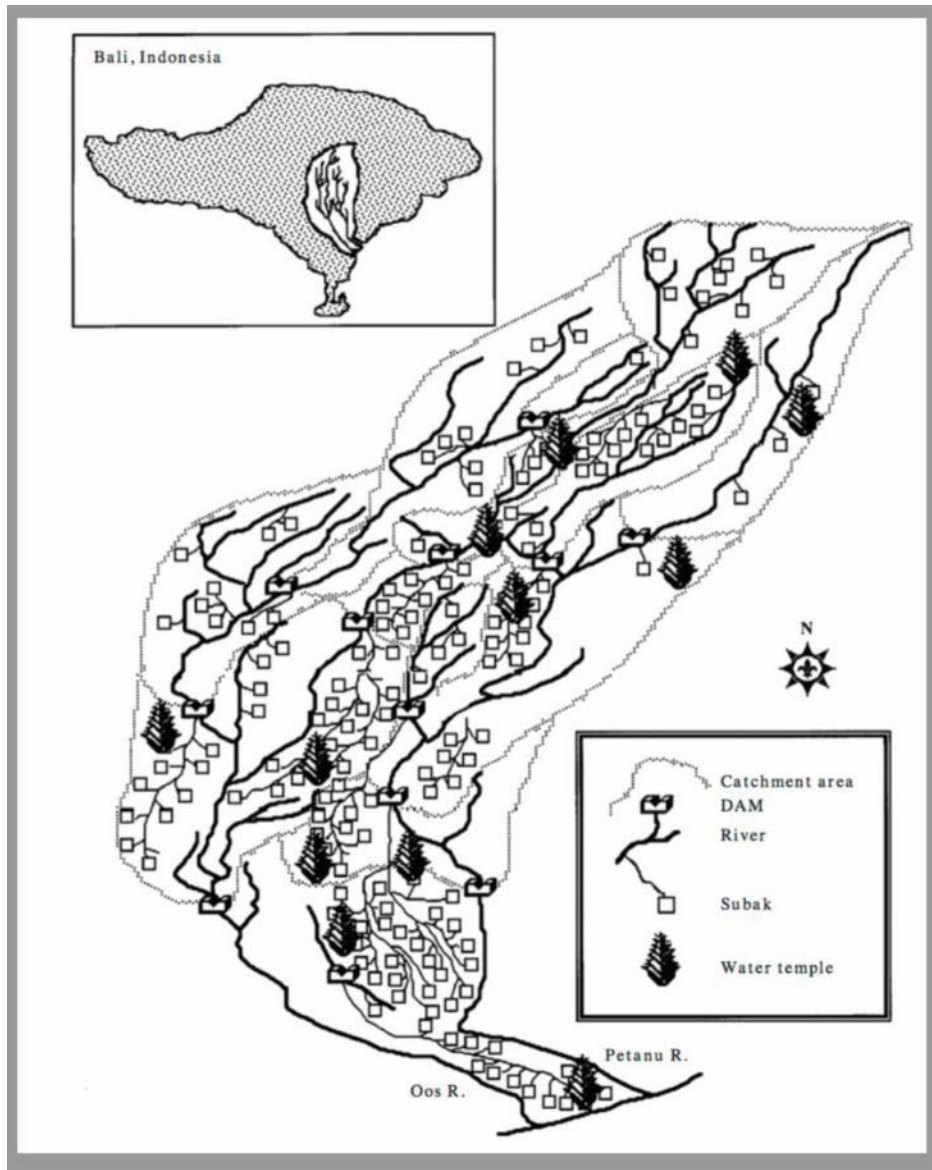 Bali, Indonesia
N
Catchment area
DAM
River
Subak
Water temple
Petanu R.
Oos R.